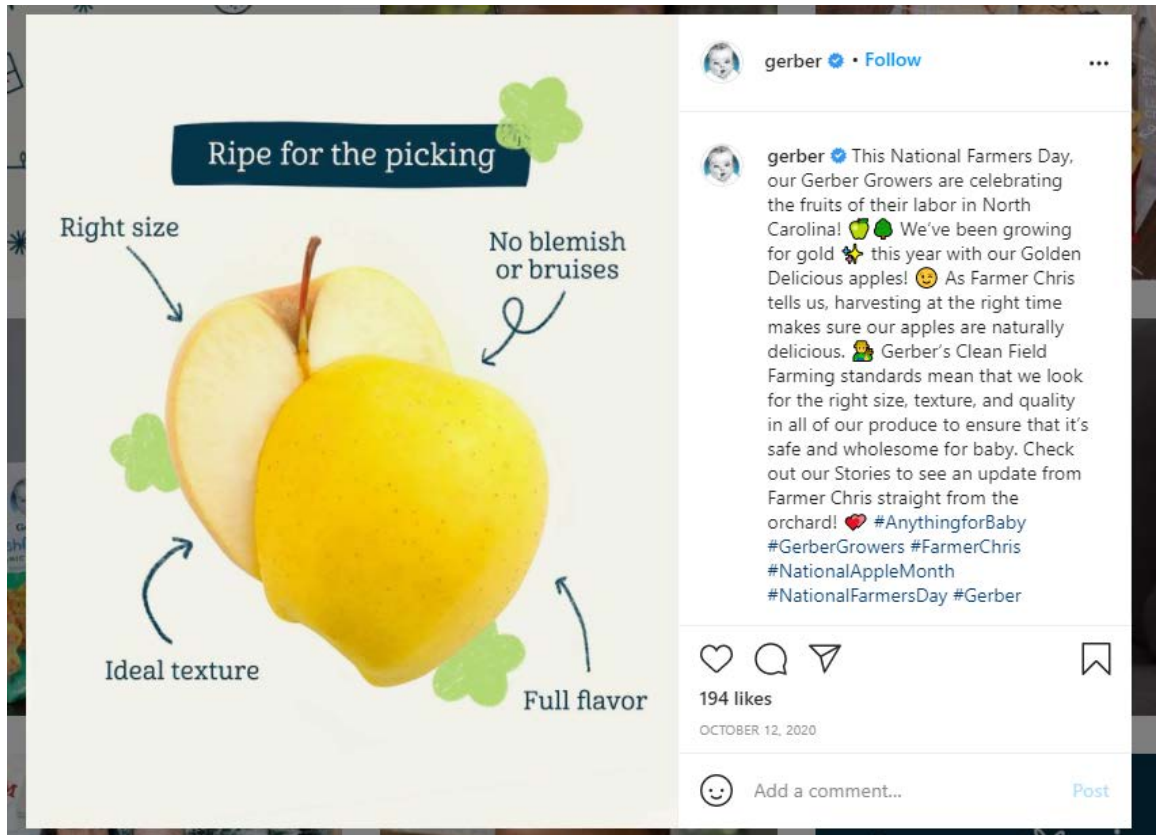 Ripe for the picking
Right size
No blemish
or bruises
Ideal texture
Full flavor
gerber • Follow
gerber This National Farmers Day,
our Gerber Growers are celebrating
the fruits of their labor in North
Carolina! 🍏🌳 We've been growing
for gold ✨ this year with our Golden
Delicious apples! 😉 As Farmer Chris
tells us, harvesting at the right time
makes sure our apples are naturally
delicious. 👨‍🌾 Gerber's Clean Field
Farming standards mean that we look
for the right size, texture, and quality
in all of our produce to ensure that it's
safe and wholesome for baby. Check
out our Stories to see an update from
Farmer Chris straight from the
orchard! 💕 #AnythingforBaby
#GerberGrowers #FarmerChris
#NationalAppleMonth
#NationalFarmersDay #Gerber
194 likes
OCTOBER 12, 2020
Add a comment...
Post